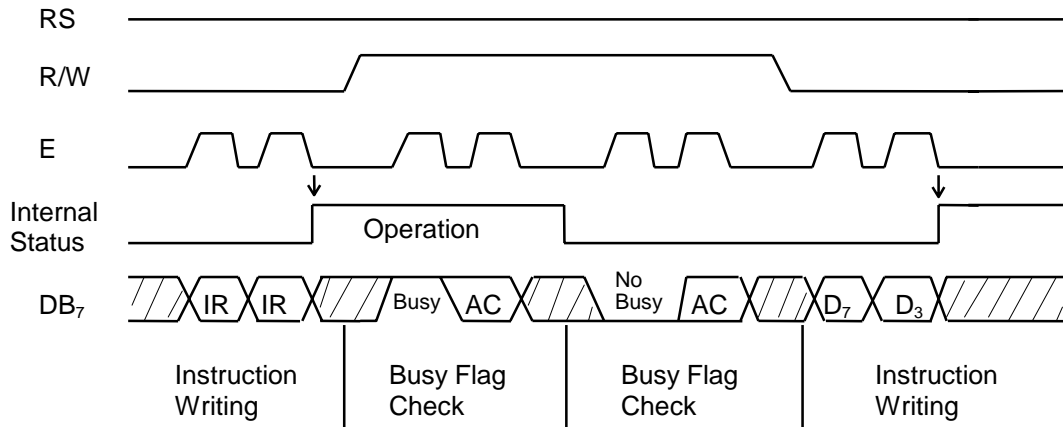 RS
R/W
E
Internal
Status
Operation
DB₇
IR
IR
Busy
AC
No
Busy
AC
D₇
D₃
Instruction
Writing
Busy Flag
Check
Busy Flag
Check
Instruction
Writing